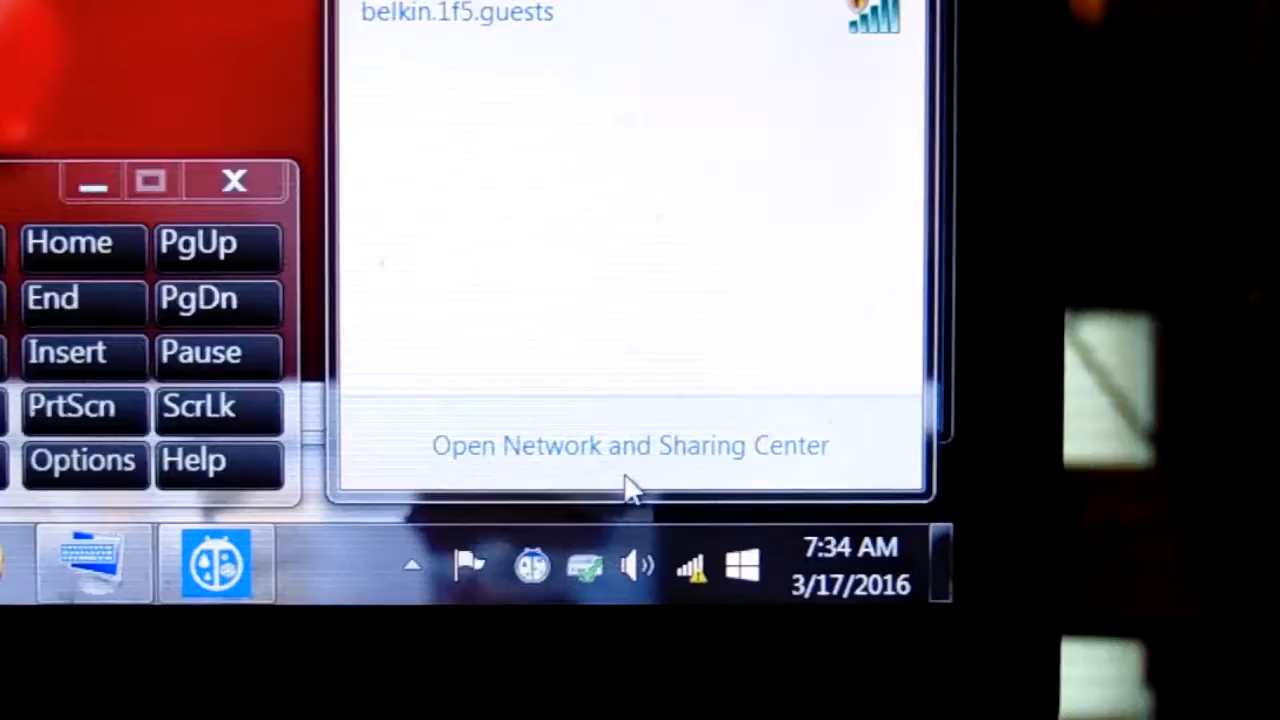 belkin.1f5.guests
Home PgUp
End PgDn
Insert Pause
PrtScn ScrLk
Options Help
Open Network and Sharing Center
7:34 AM
3/17/2016